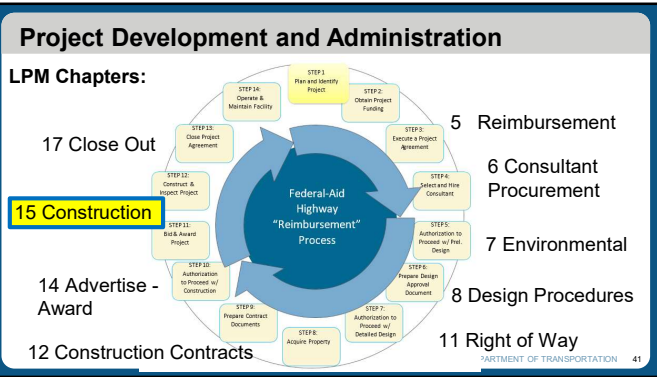 Project Development and Administration
LPM Chapters:
STEP 1
Plan and Identify
Project
STEP 2:
Obtain Project
Funding
STEP 3:
Execute a Project
Agreement
STEP 4:
Select and Hire
Consultant
STEP 5:
Authorization to
Proceed w/ Prel.
Design
STEP 6:
Prepare Design
Approval
Document
STEP 7:
Authorization to
Proceed w/
Detailed Design
STEP 8:
Acquire Property
STEP 9:
Prepare Contract
Documents
STEP 10:
Authorization
to Proceed w/
Construction
STEP 11:
Bid & Award
Project
STEP 12:
Construct &
Inspect Project
STEP 13:
Close Project
Agreement
STEP 14:
Operate &
Maintain Facility
Federal-Aid
Highway
“Reimbursement”
Process
5 Reimbursement
6 Consultant
Procurement
7 Environmental
8 Design Procedures
11 Right of Way
12 Construction Contracts
14 Advertise -
Award
15 Construction
17 Close Out
OF TRANSPORTATION 41